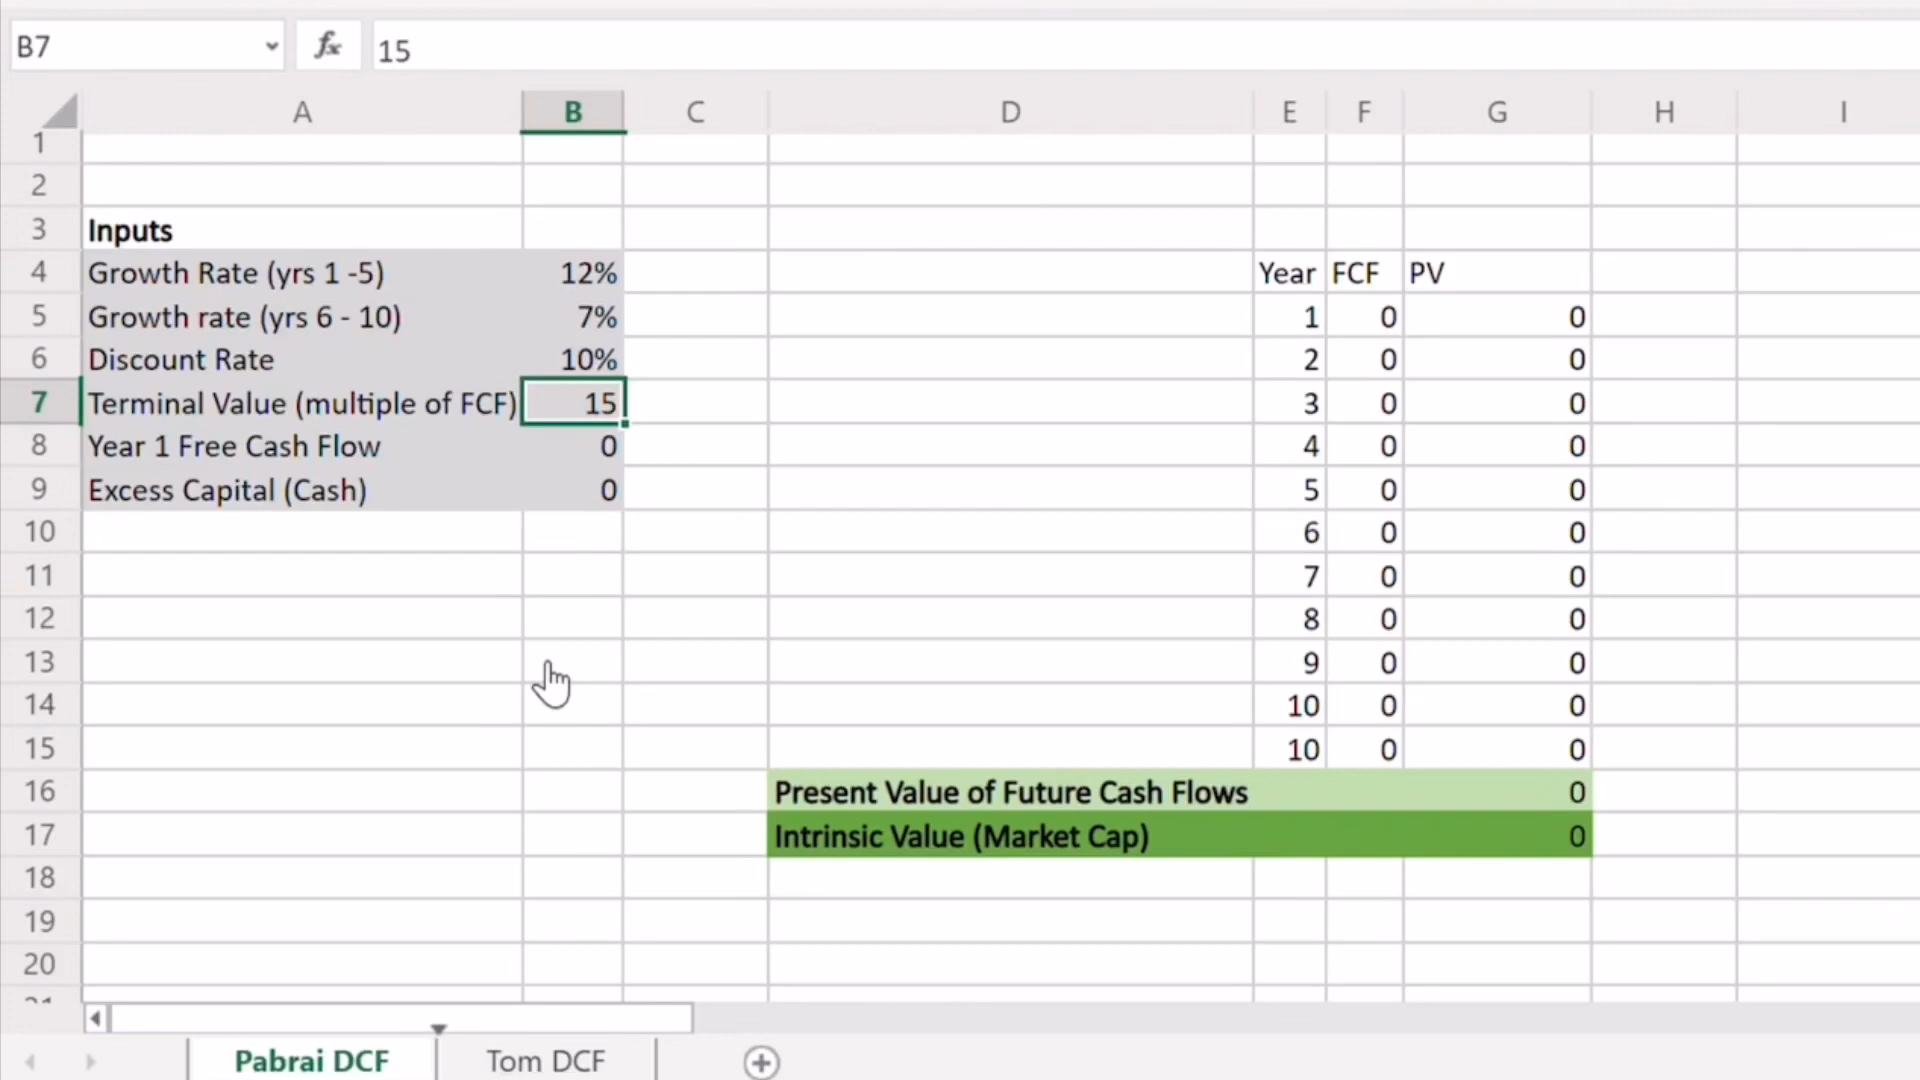 B7 fx 15
A B C D E F G H I
1
2
3 Inputs
4 Growth Rate (yrs 1 -5) 12% Year FCF PV
5 Growth rate (yrs 6 - 10) 7% 1 0 0
6 Discount Rate 10% 2 0 0
7 Terminal Value (multiple of FCF) 15 3 0 0
8 Year 1 Free Cash Flow 0 4 0 0
9 Excess Capital (Cash) 0 5 0 0
10 6 0 0
11 7 0 0
12 8 0 0
13 9 0 0
14 10 0 0
15 10 0 0
16 Present Value of Future Cash Flows 0
17 Intrinsic Value (Market Cap) 0
18
19
20
Pabrai DCF Tom DCF